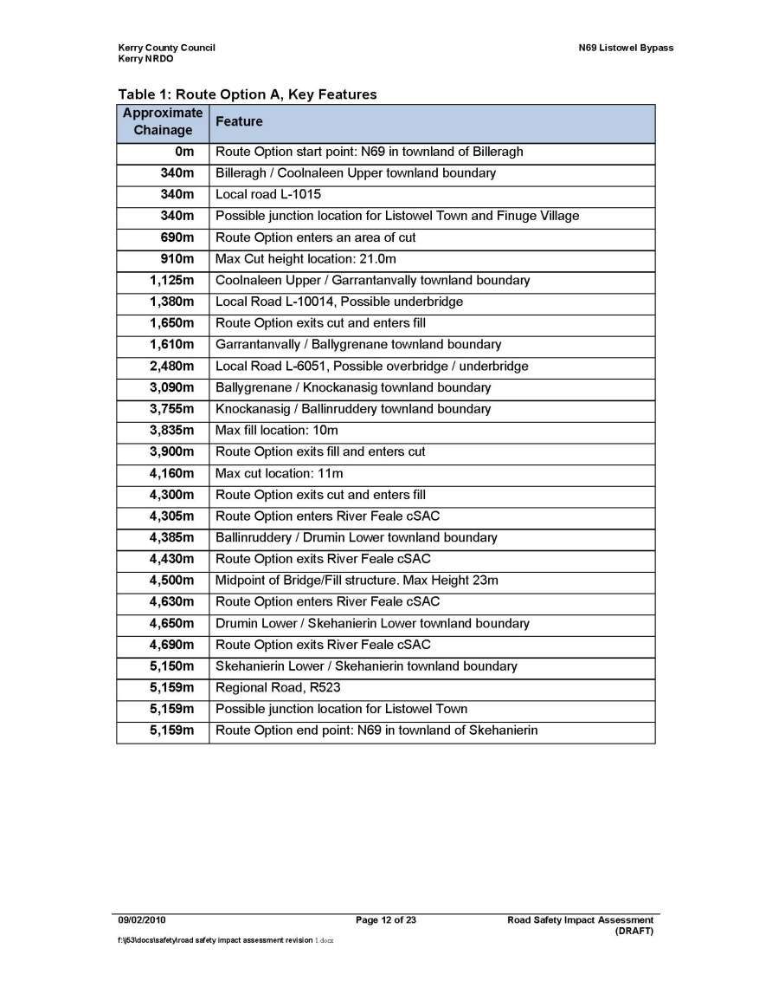 Kerry County Council
Kerry NRDO
N69 Listowel Bypass
Table 1: Route Option A, Key Features
Approximate Chainage Feature
0m Route Option start point: N69 in townland of Billeragh
340m Billeragh / Coolnaleen Upper townland boundary
340m Local road L-1015
340m Possible junction location for Listowel Town and Finuge Village
690m Route Option enters an area of cut
910m Max Cut height location: 21.0m
1,125m Coolnaleen Upper / Garrantanvally townland boundary
1,380m Local Road L-10014, Possible underbridge
1,650m Route Option exits cut and enters fill
1,610m Garrantanvally / Ballygrenane townland boundary
2,480m Local Road L-6051, Possible overbridge / underbridge
3,090m Ballygrenane / Knockanasig townland boundary
3,755m Knockanasig / Ballinruddery townland boundary
3,835m Max fill location: 10m
3,900m Route Option exits fill and enters cut
4,160m Max cut location: 11m
4,300m Route Option exits cut and enters fill
4,305m Route Option enters River Feale cSAC
4,385m Ballinruddery / Drumin Lower townland boundary
4,430m Route Option exits River Feale cSAC
4,500m Midpoint of Bridge/Fill structure. Max Height 23m
4,630m Route Option enters River Feale cSAC
4,650m Drumin Lower / Skehanierin Lower townland boundary
4,690m Route Option exits River Feale cSAC
5,150m Skehanierin Lower / Skehanierin townland boundary
5,159m Regional Road, R523
5,159m Possible junction location for Listowel Town
5,159m Route Option end point: N69 in townland of Skehanierin
09/02/2010 Page 12 of 23 Road Safety Impact Assessment
(DRAFT)
f:\j53\docs\safety\road safety impact assessment revision 1.docx